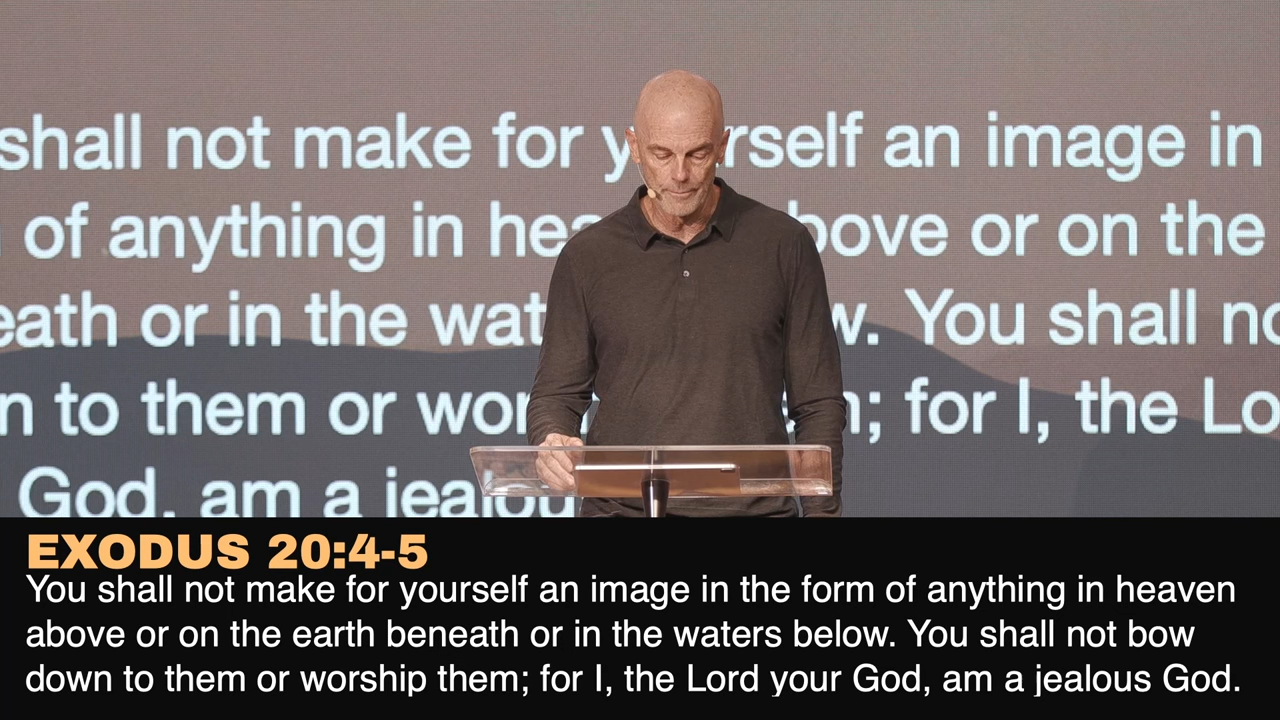 shall not make for y rself an image in
of anything in hea bove or on the
eath or in the wat w. You shall no
n to them or wor m; for I, the Lo
God, am a jealou
EXODUS 20:4-5
You shall not make for yourself an image in the form of anything in heaven
above or on the earth beneath or in the waters below. You shall not bow
down to them or worship them; for I, the Lord your God, am a jealous God.